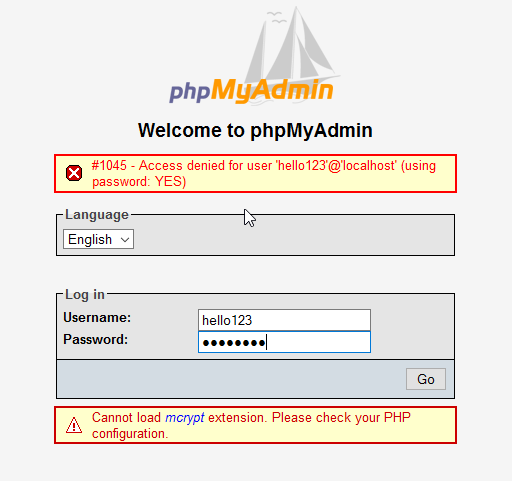 phpMyAdmin
Welcome to phpMyAdmin
#1045 - Access denied for user 'hello123'@'localhost' (using
password: YES)
Language
English
Log in
Username:
hello123
Password:
●●●●●●●●
Go
Cannot load mcrypt extension. Please check your PHP
configuration.